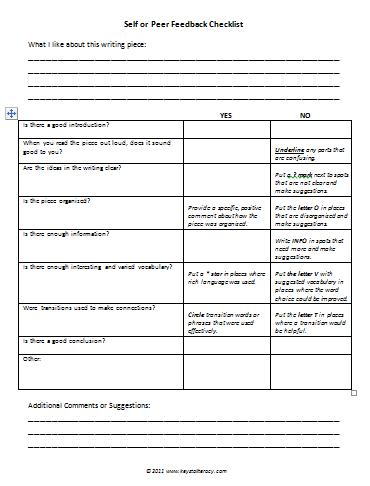 Self or Peer Feedback Checklist
What I like about this writing piece:
YES NO
Is there a good introduction?
When you read the piece out loud, does it sound
good to you?
Underline any parts that
are confusing.
Are the ideas in the writing clear?
Put a ? mark next to spots
that are not clear and
make suggestions.
Is the piece organized?
Provide a specific, positive
comment about how the
piece was organized.
Put the letter O in places
that are disorganized and
make suggestions.
Is there enough information?
Write INFO in spots that
need more and make
suggestions.
Is there enough interesting and varied vocabulary?
Put a * star in places where
rich language was used.
Put the letter V with
suggested vocabulary in
places where the word
choice could be improved.
Were transitions used to make connections?
Circle transition words or
phrases that were used
effectively.
Put the letter T in places
where a transition would
be helpful.
Is there a good conclusion?
Other:
Additional Comments or Suggestions:
© 2011 www.keystoliteracy.com